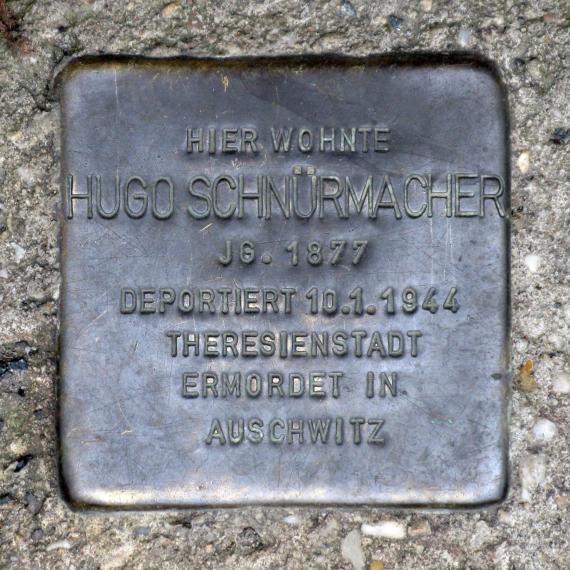 HIER WOHNTE
HUGO SCHNÜRMACHER
JG. 1877
DEPORTIERT 10.1.1944
THERESIENSTADT
ERMORDET IN
AUSCHWITZ